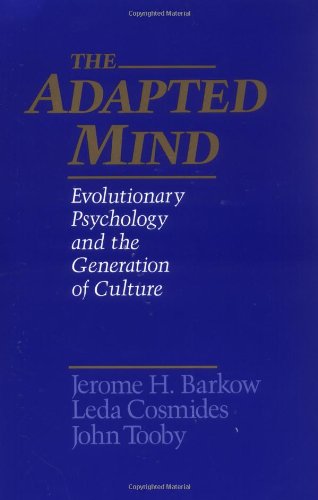 THE
ADAPTED
MIND
Evolutionary
Psychology
and the
Generation
of Culture
Jerome H. Barkow
Leda Cosmides
John Tooby